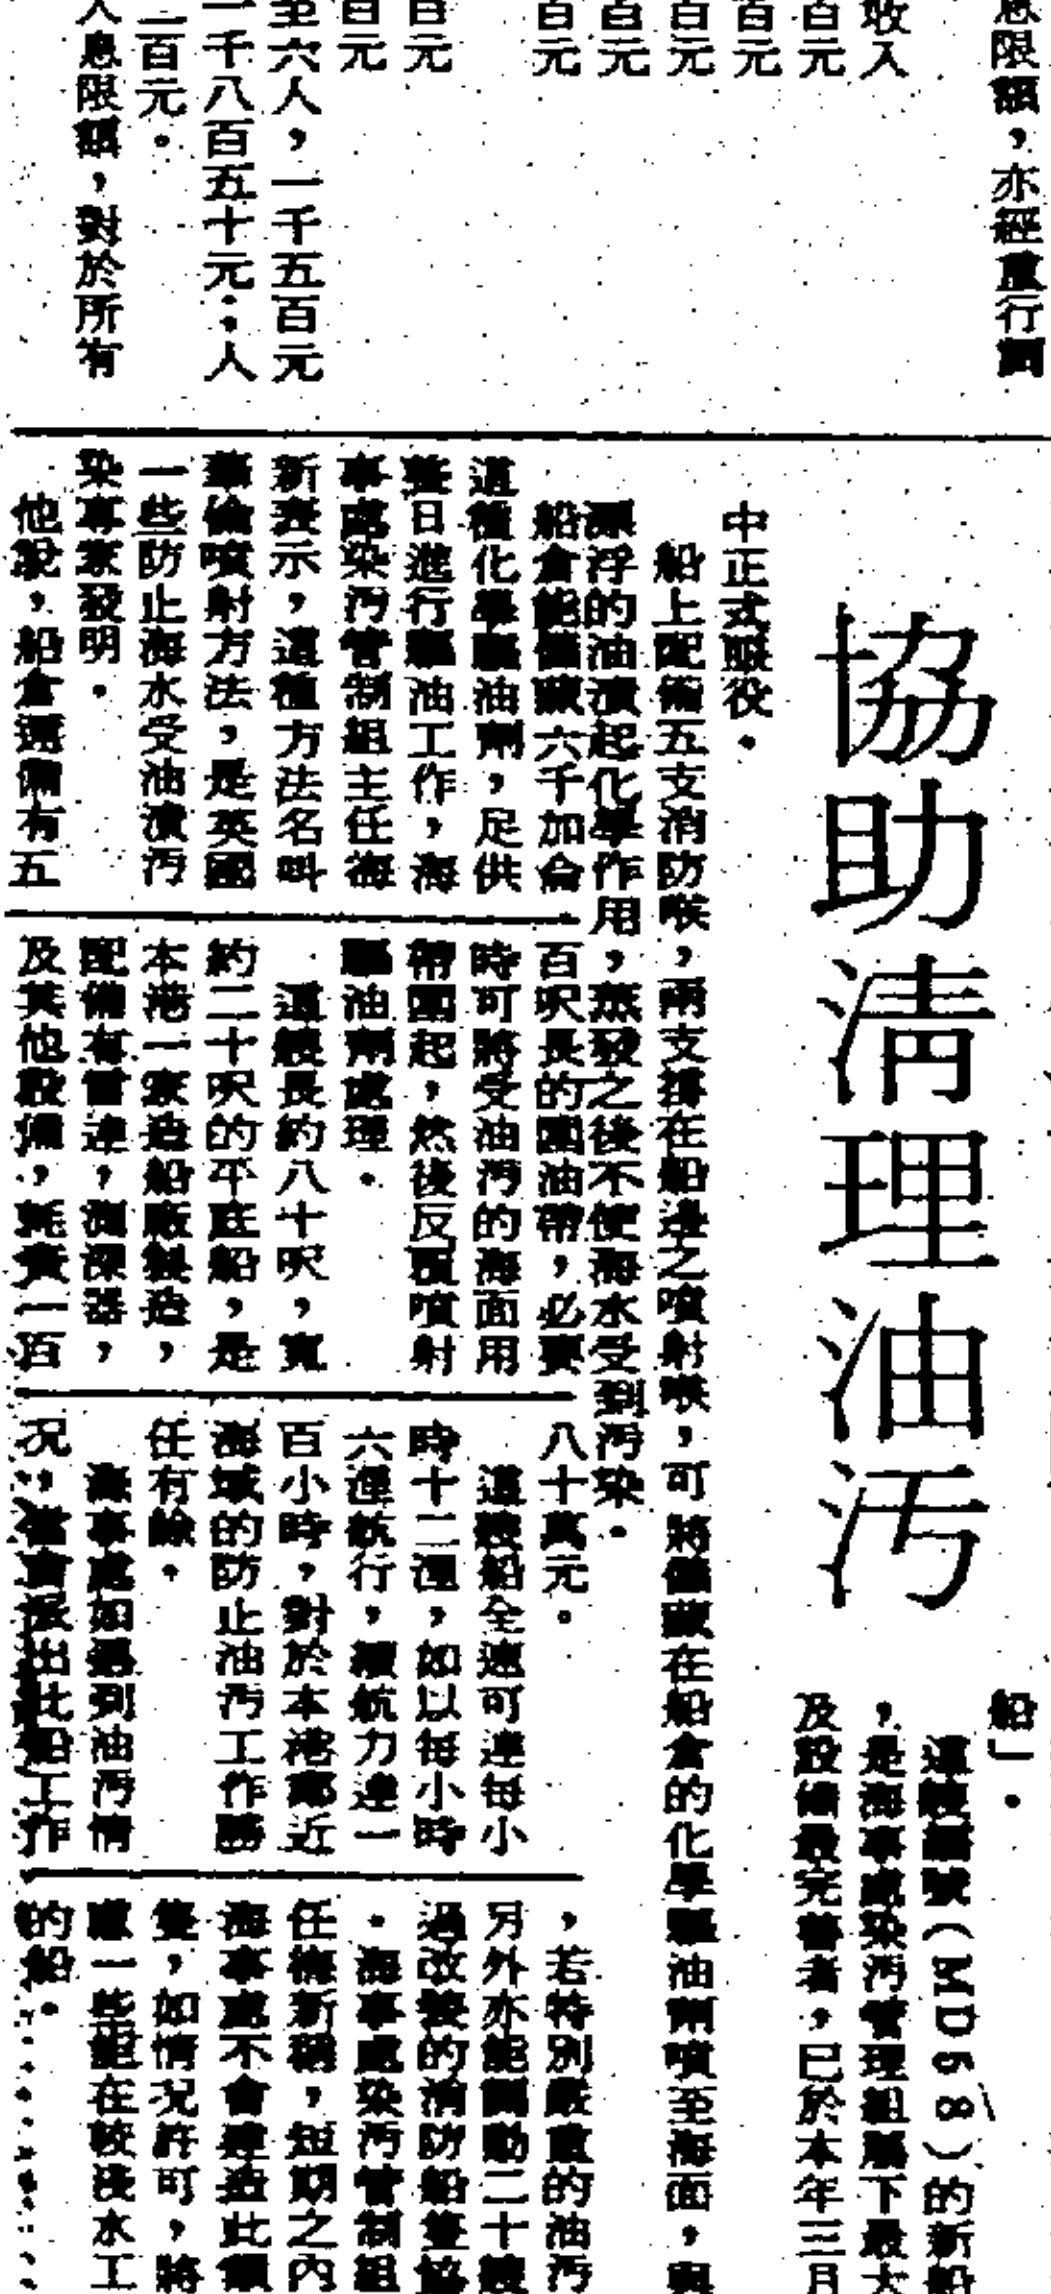 息限額，亦經重行調
收入
百元
百元
百元
百元
百元
百元
百元
至六人，一千五百元
一千八百五十元；人
二百元。
入息限額，對於所有
協助清理油污
船」。
這艘編號（MD58）的新船
，是海事處染污管理組屬下最大
及設備最完善者，已於本年三月
中正式服役。
船上配備五支消防喉，兩支揮在船邊之噴射喉，可將儲藏在船倉的化學驅油劑噴至海面，與
漂浮的油漬起化學作用，蒸發之後不使海水受到污染。
船倉能儲藏六千加侖
這種化學驅油劑，足供
整日進行驅油工作，海
事處染污管制組主任梅
新表示，這種方法名叫
華倫噴射方法，是英國
一些防止海水受油漬污
染專家發明。
他說，船倉還備有五
百呎長的圍油帶，必要
時可將受油污的海面用
帶圍起，然後反覆噴射
驅油劑處理。
這艘長約八十呎，寬
約二十呎的平底船，是
本港一家造船廠製造，
配備有雷達，測深器，
及其他設備，耗資一百
八十萬元。
這艘船全速可達每小
時十二浬，如以每小時
六浬航行，續航力達一
百小時，對於本港鄰近
海域的防止油污工作勝
任有餘。
海事處如遇到油污情
況，會派出此船工作
，若特別嚴重的油污
另外亦能調動二十艘
過改裝的消防船隻協
。海事處染污管制組
任梅新稱，短期之內
海事處不會建造此類
隻，如情況許可，將
慮一些能在較淺水工
的船。